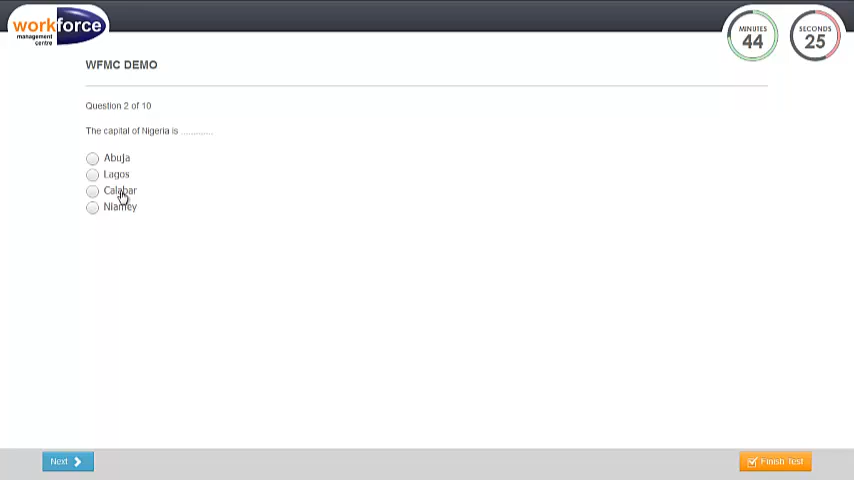 workforce
management
centre
MINUTES
44
SECONDS
25
WFMC DEMO
Question 2 of 10
The capital of Nigeria is .............
Abuja
Lagos
Calabar
Niamey
Next
Finish Test